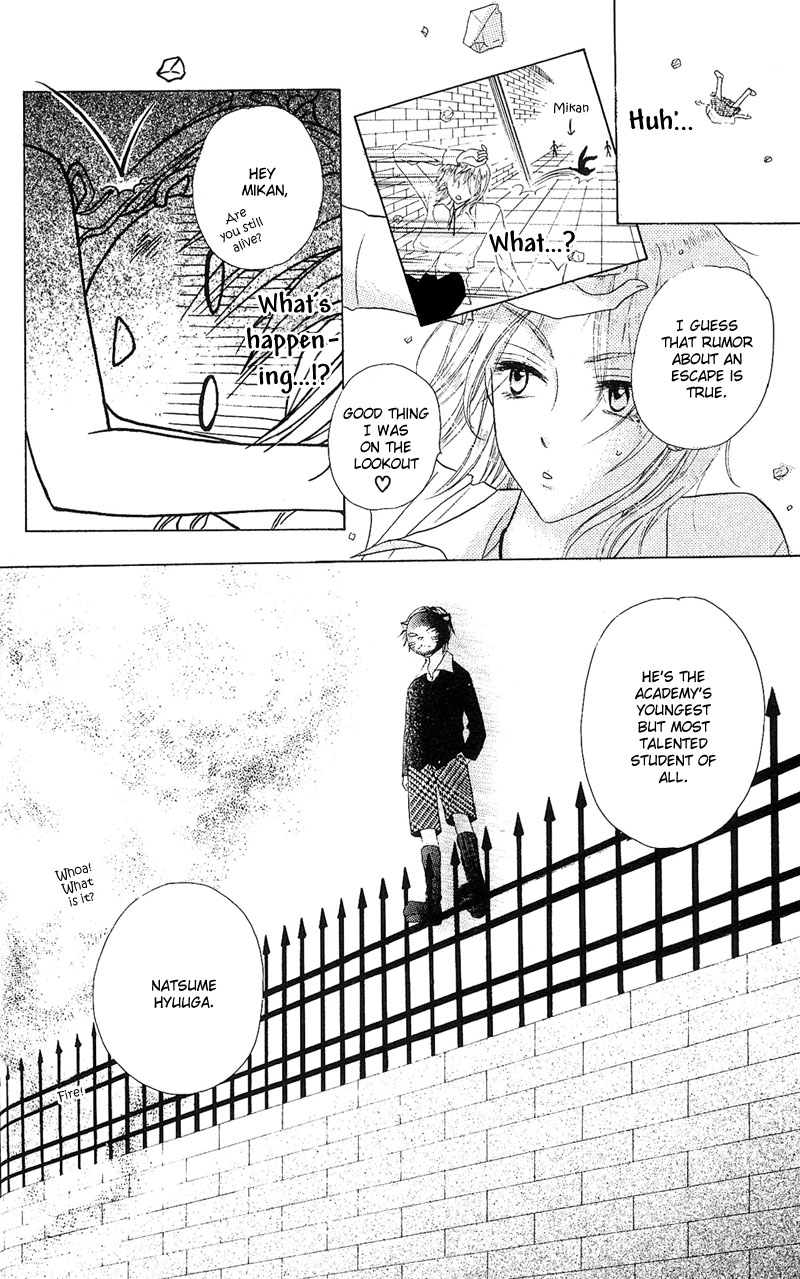 Huh...
Mikan
What...?
I GUESS
THAT RUMOR
ABOUT AN
ESCAPE IS
TRUE.
GOOD THING
I WAS
ON THE
LOOKOUT
♡
HEY
MIKAN,
Are
you still
alive?
What's
happen-
ing...!?
HE'S THE
ACADEMY'S
YOUNGEST
BUT MOST
TALENTED
STUDENT OF
ALL.
Whoa!
What
is it?
NATSUME
HYUUGA.
Fire!